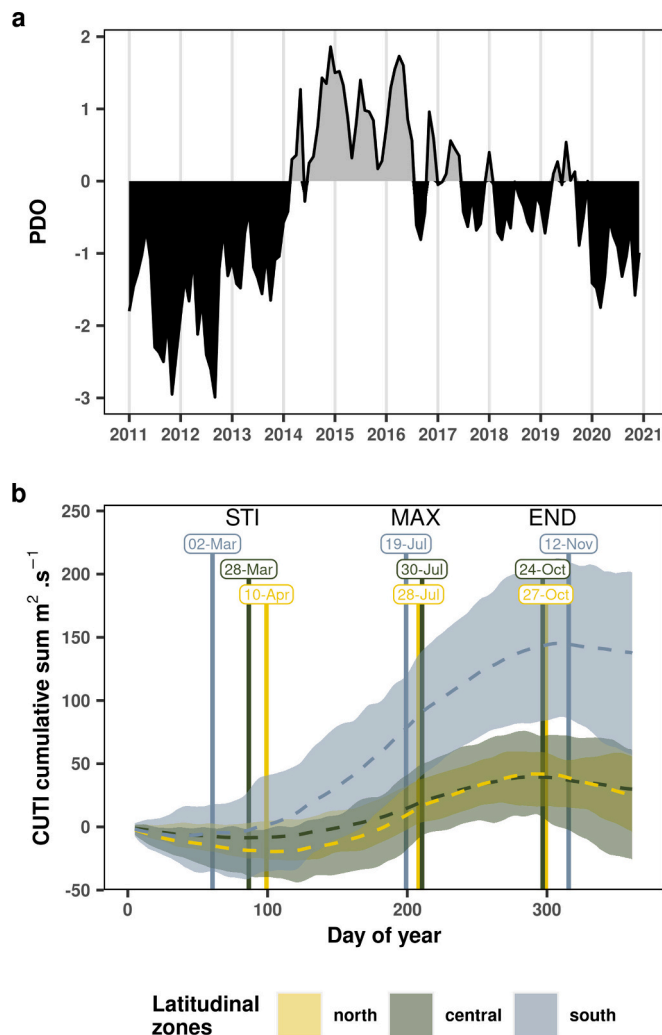 a
2
1
0
-1
-2
-3
PDO
2011 2012 2013 2014 2015 2016 2017 2018 2019 2020 2021
b
250
200
150
100
50
0
-50
CUTI cumulative sum m² .s⁻¹
STI MAX END
02-Mar 19-Jul 12-Nov
28-Mar 30-Jul 24-Oct
10-Apr 28-Jul 27-Oct
0 100 200 300
Day of year
Latitudinal
zones
north central south